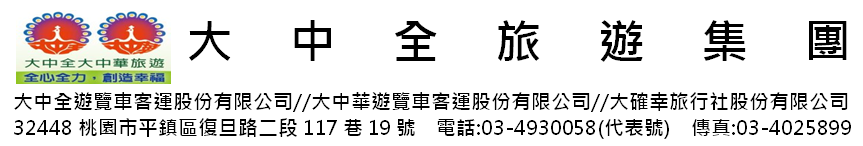 大中全旅遊集團
大中全大中華旅遊
全心全力·創造幸福
大中全遊覽車客運股份有限公司//大中華遊覽車客運股份有限公司//大確幸旅行社股份有限公司
32448 桃園市平鎮區復旦路二段 117 巷 19 號 電話:03-4930058(代表號) 傳真:03-4025899